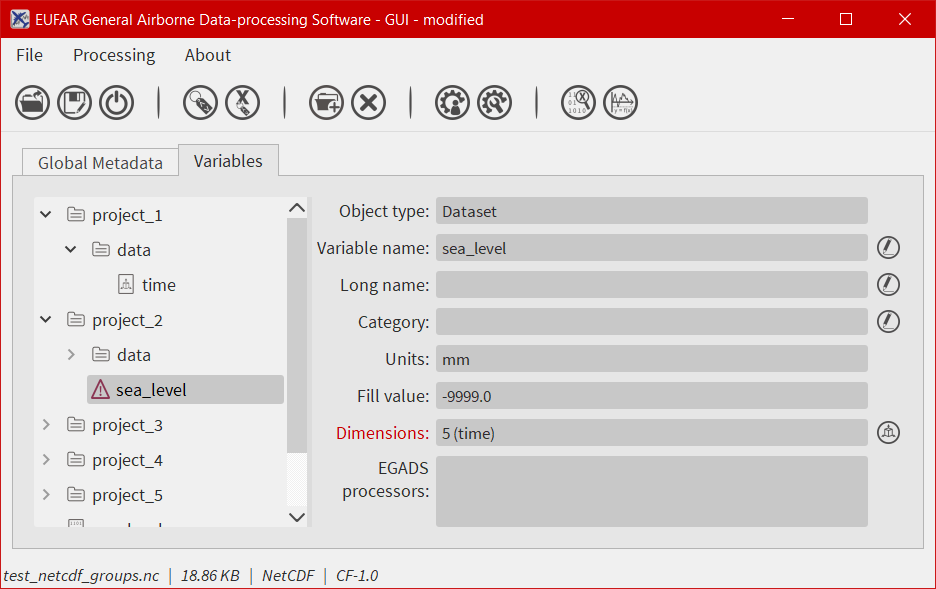 EUFAR General Airborne Data-processing Software - GUI - modified
File Processing About
Global Metadata Variables
project_1
data
time
project_2
data
sea_level
project_3
project_4
project_5
Object type: Dataset
Variable name: sea_level
Long name:
Category:
Units: mm
Fill value: -9999.0
Dimensions: 5 (time)
EGADS
processors:
test_netcdf_groups.nc | 18.86 KB | NetCDF | CF-1.0